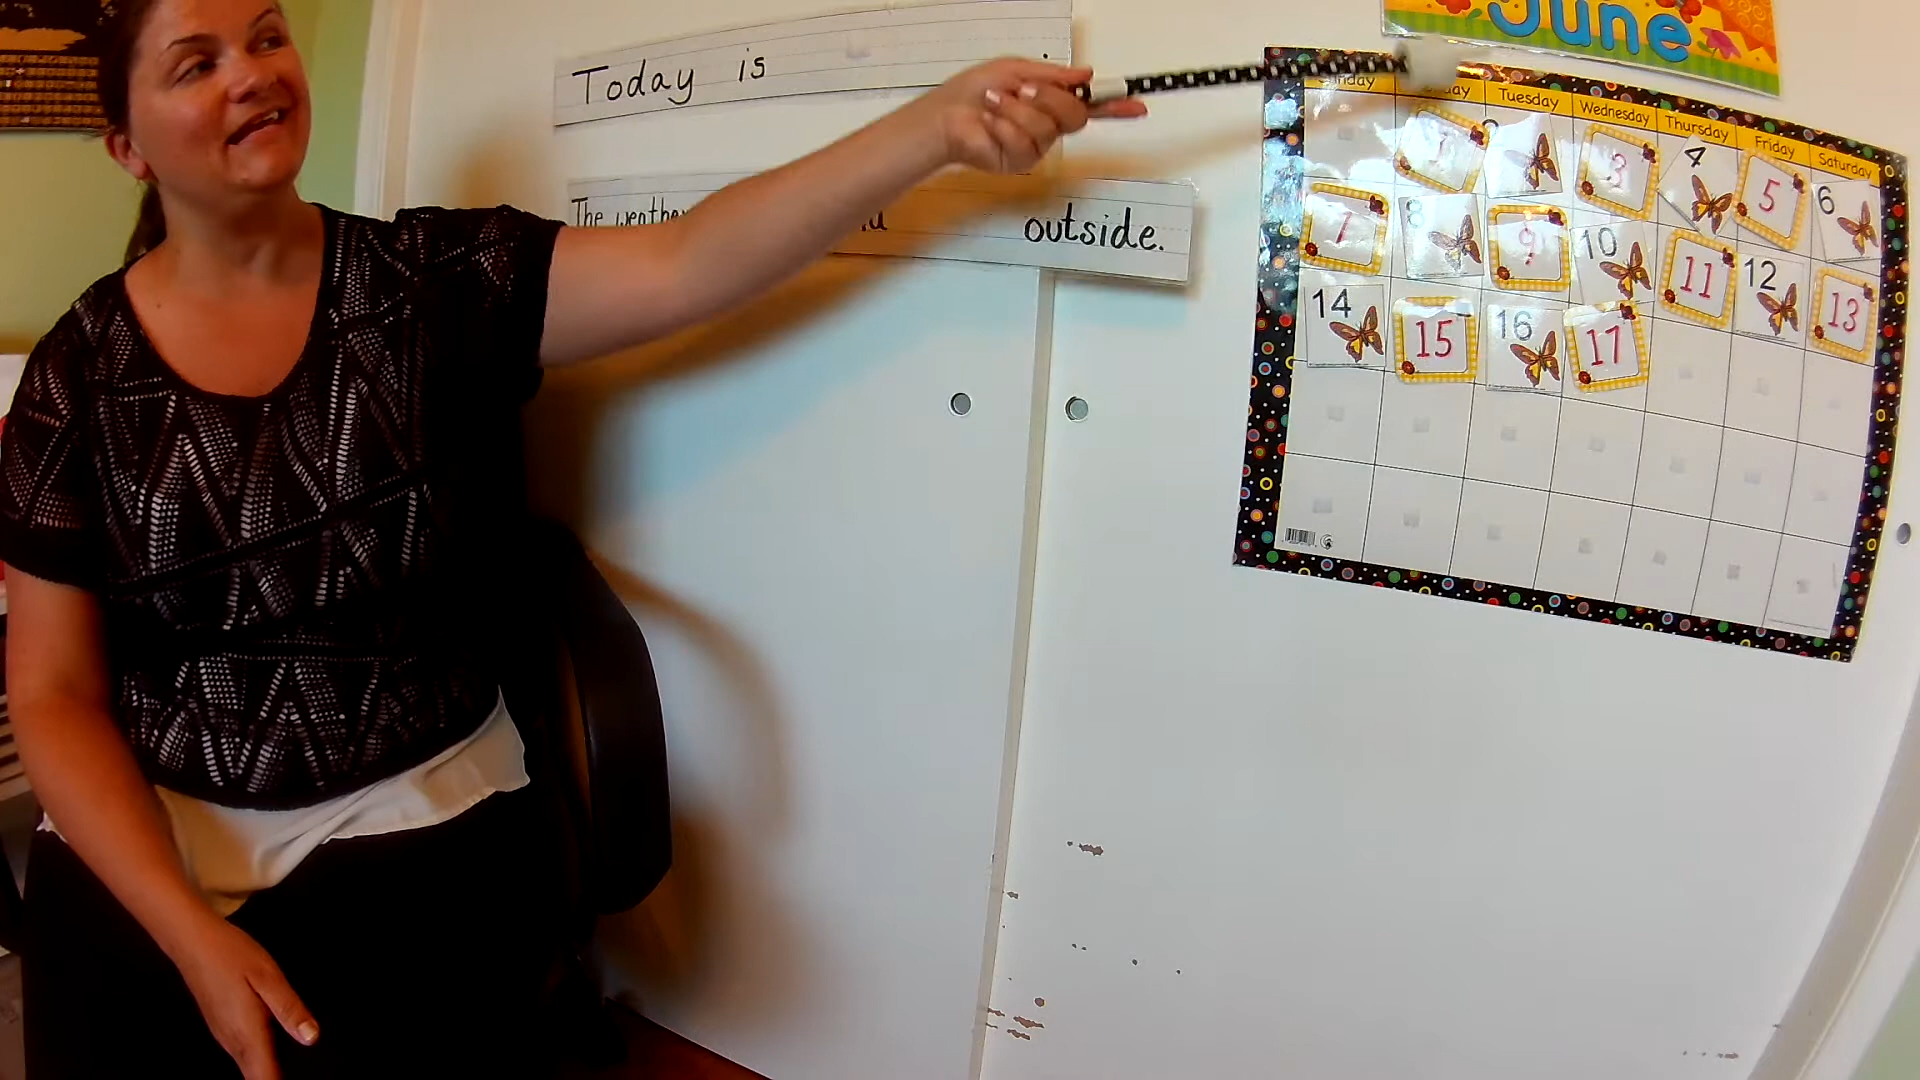 June
Today is .
Tuesday Wednesday Thursday Friday Saturday
1 3 4 5 6
7 8 9 10 11 12 13
14 15 16 17
The weather
outside.